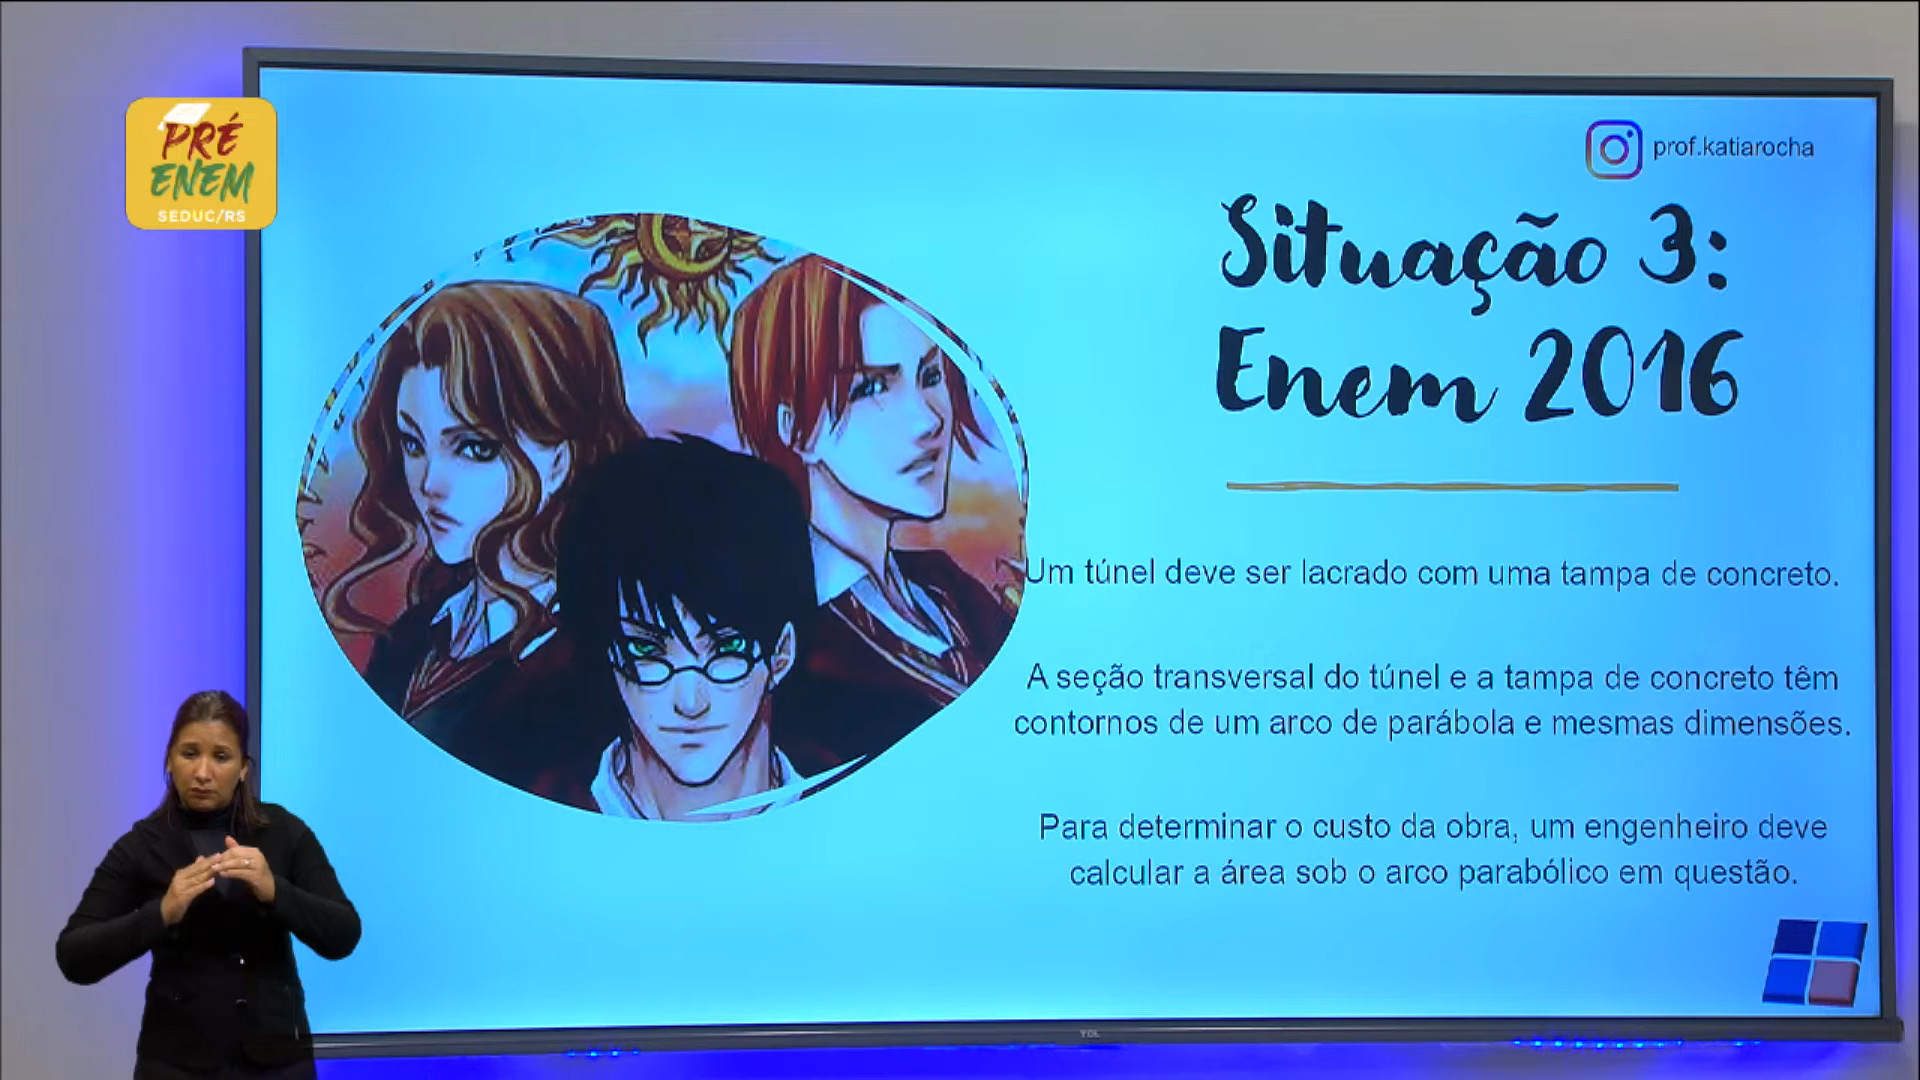 PRÉ
ENEM
SEDUC/RS
prof.katiarocha
Situação 3:
Enem 2016
Um túnel deve ser lacrado com uma tampa de concreto.
A seção transversal do túnel e a tampa de concreto têm
contornos de um arco de parábola e mesmas dimensões.
Para determinar o custo da obra, um engenheiro deve
calcular a área sob o arco parabólico em questão.
TCL